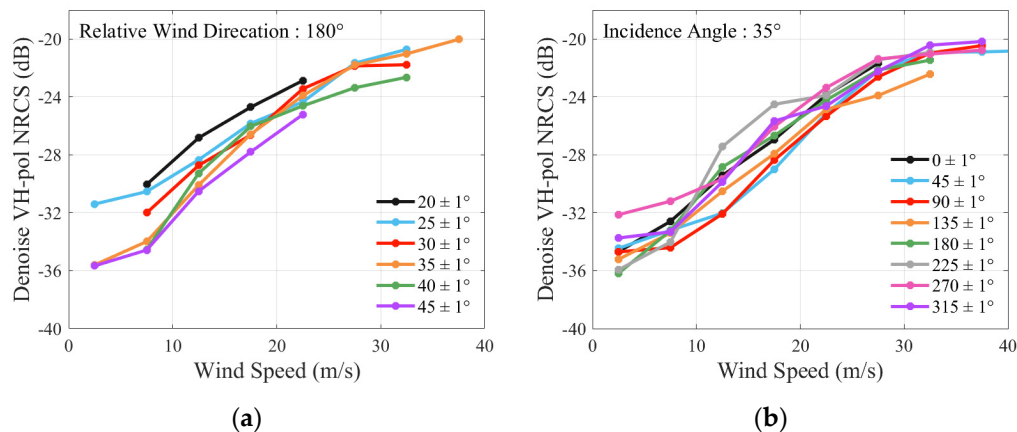 Relative Wind Direcation : 180°
Denoise VH-pol NRCS (dB)
-20
-24
-28
-32
-36
-40
20 ± 1°
25 ± 1°
30 ± 1°
35 ± 1°
40 ± 1°
45 ± 1°
0 10 20 30 40
Wind Speed (m/s)
(a)
Incidence Angle : 35°
Denoise VH-pol NRCS (dB)
-20
-24
-28
-32
-36
-40
0 ± 1°
45 ± 1°
90 ± 1°
135 ± 1°
180 ± 1°
225 ± 1°
270 ± 1°
315 ± 1°
0 10 20 30 40
Wind Speed (m/s)
(b)